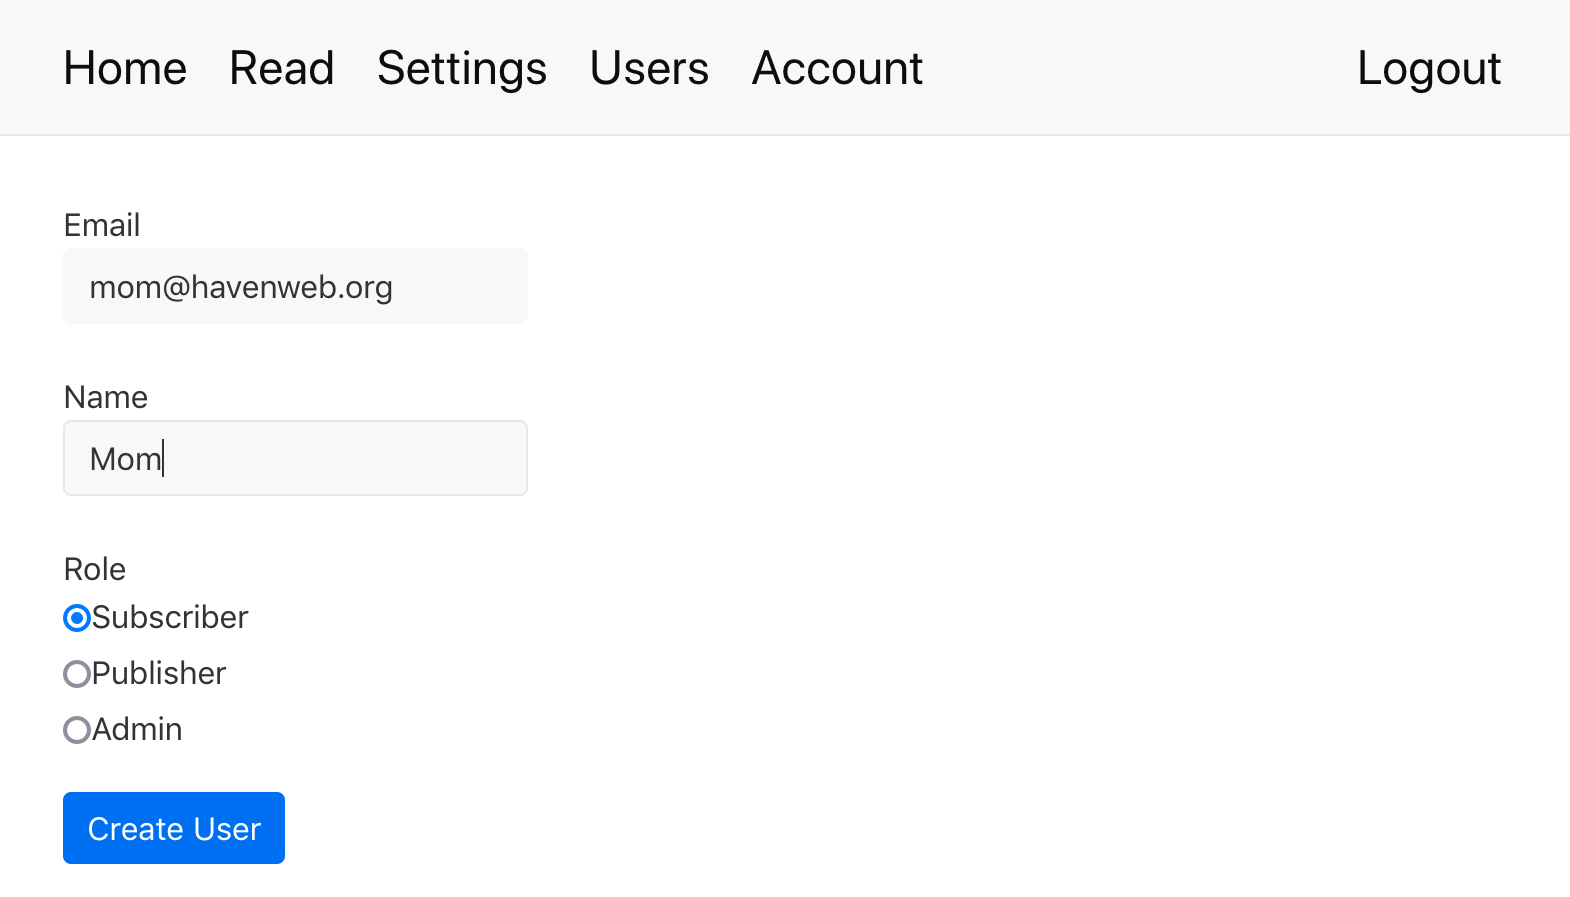 Home Read Settings Users Account Logout
Email
mom@havenweb.org
Name
Mom
Role
Subscriber
Publisher
Admin
Create User